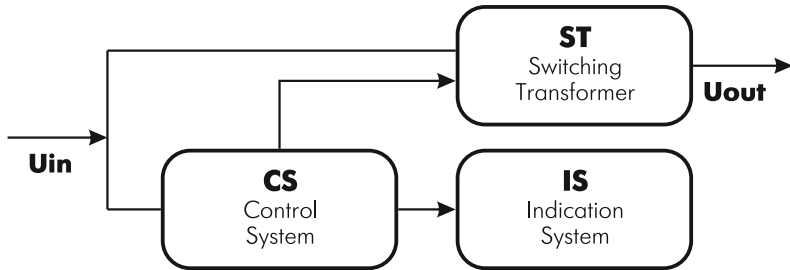 ST
Switching
Transformer
Uout
Uin
CS
Control
System
IS
Indication
System